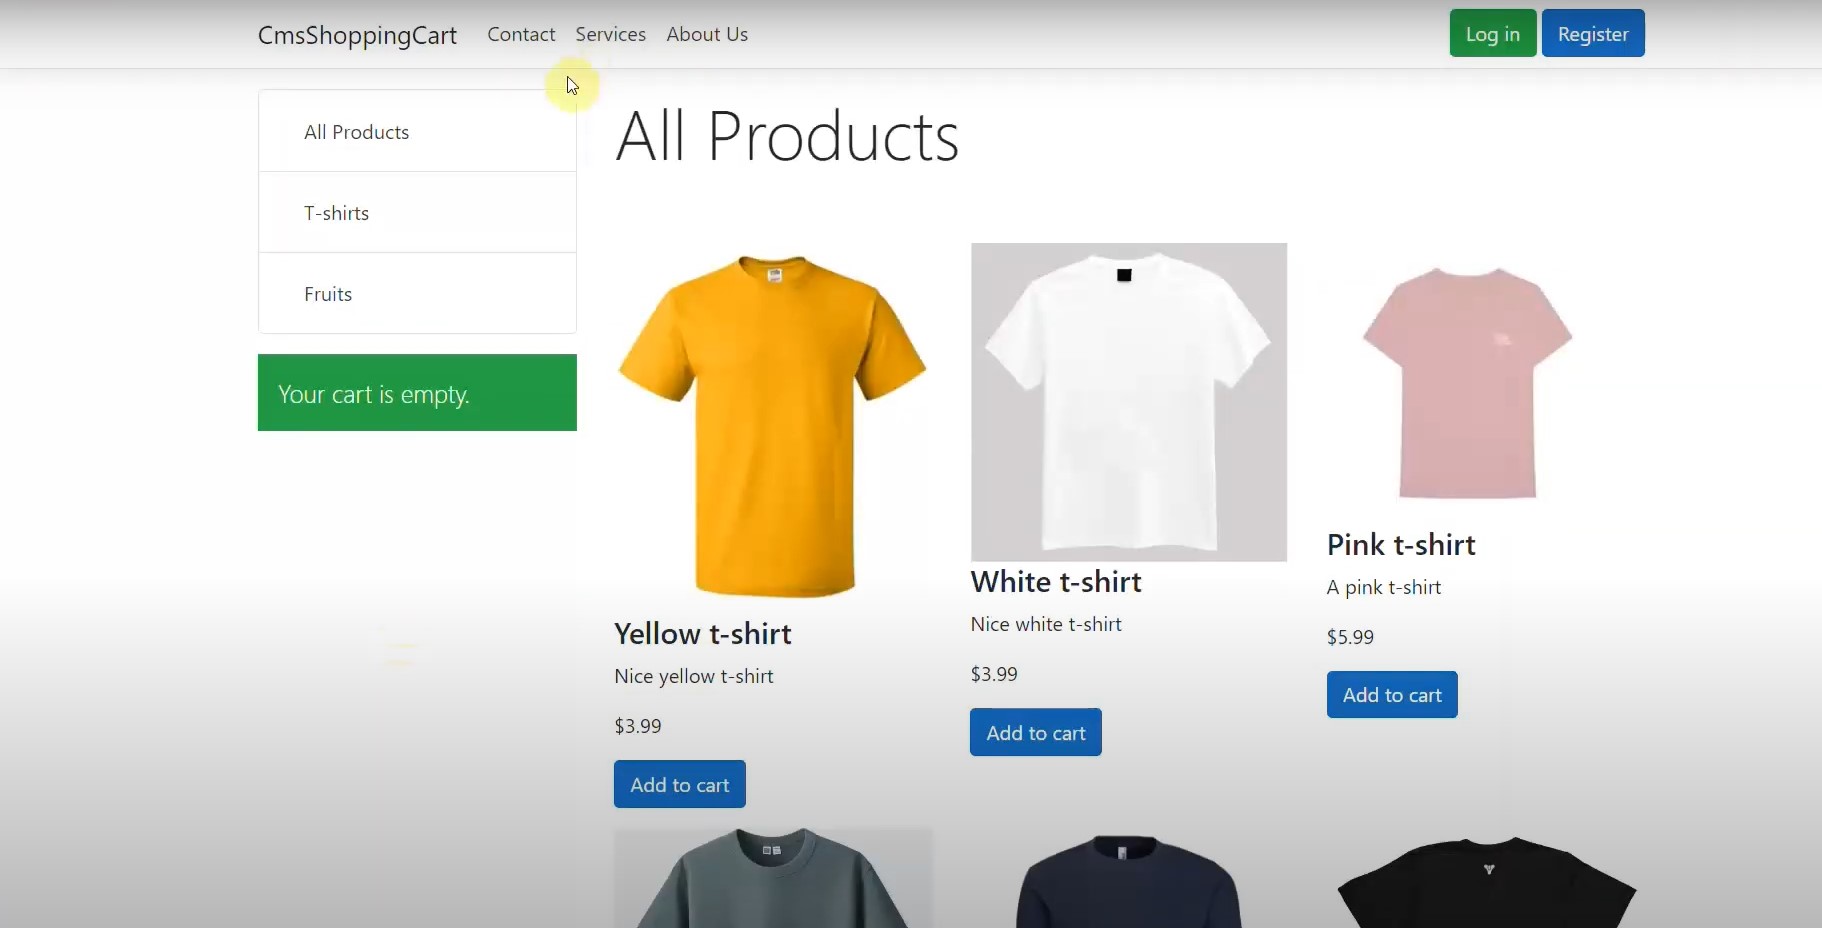 CmsShoppingCart Contact Services About Us Log in Register
All Products
T-shirts
Fruits
Your cart is empty.
All Products
Yellow t-shirt
Nice yellow t-shirt
$3.99
Add to cart
White t-shirt
Nice white t-shirt
$3.99
Add to cart
Pink t-shirt
A pink t-shirt
$5.99
Add to cart